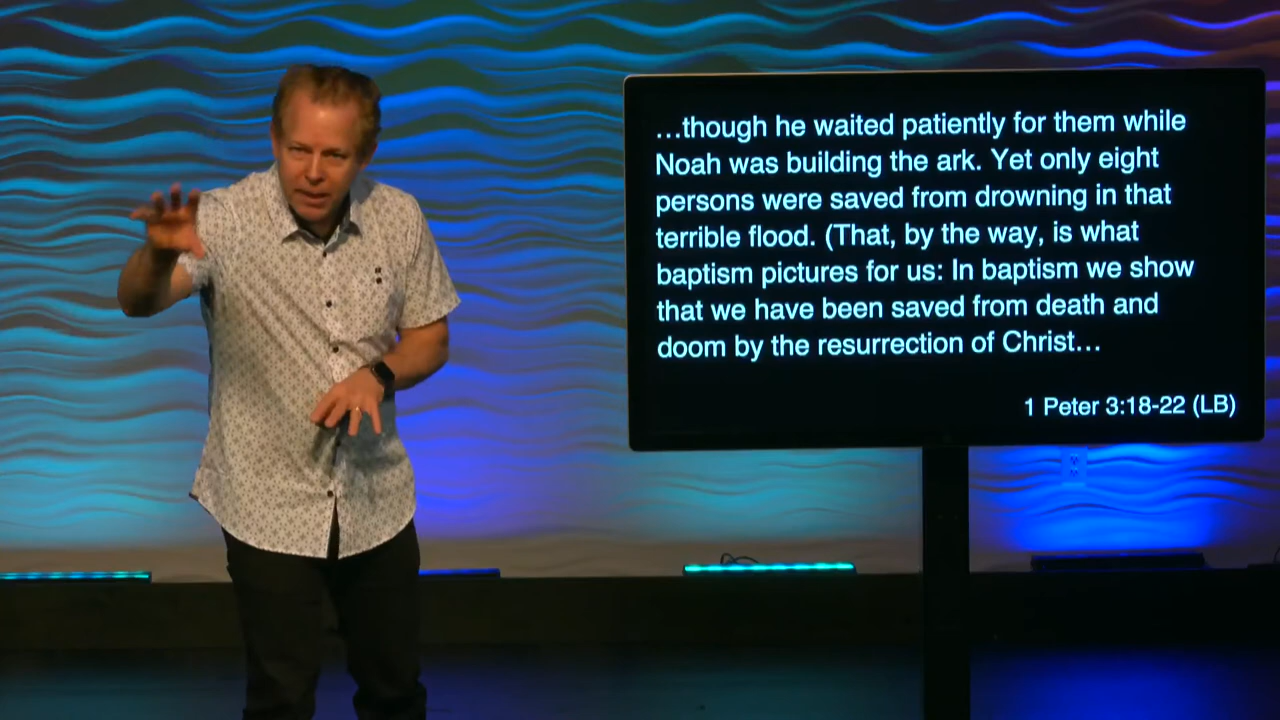 …though he waited patiently for them while
Noah was building the ark. Yet only eight
persons were saved from drowning in that
terrible flood. (That, by the way, is what
baptism pictures for us: In baptism we show
that we have been saved from death and
doom by the resurrection of Christ…
1 Peter 3:18-22 (LB)